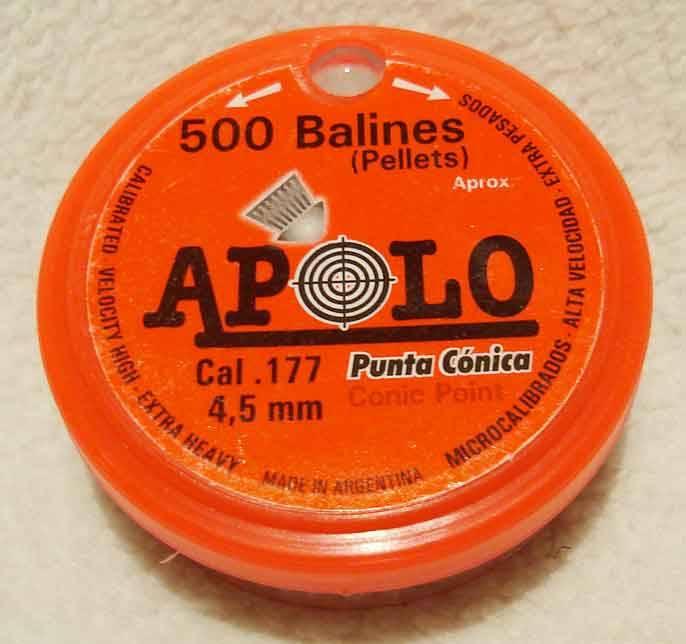 500 Balines
(Pellets)
Aprox.
APOLO
Cal .177
4,5 mm
Punta Cónica
Conic Point
CALIBRATED VELOCITY HIGH · EXTRA HEAVY
MADE IN ARGENTINA
MICROCALIBRADOS · ALTA VELOCIDAD · EXTRA PESADOS